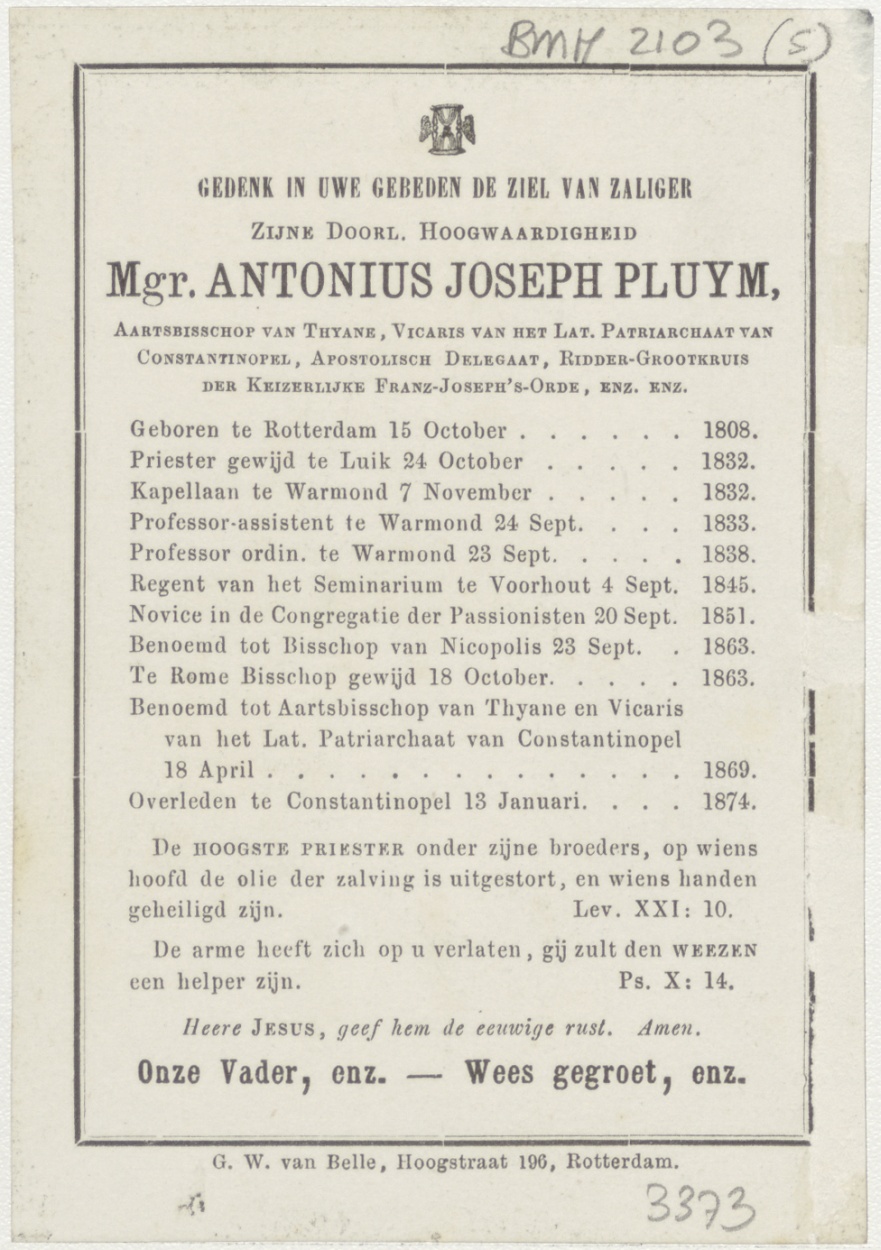 BMH 2103 (5)
GEDENK IN UWE GEBEDEN DE ZIEL VAN ZALIGER
ZIJNE DOORL. HOOGWAARDIGHEID
Mgr. ANTONIUS JOSEPH PLUYM,
AARTSBISSCHOP VAN THYANE, VICARIS VAN HET LAT. PATRIARCHAAT VAN
CONSTANTINOPEL, APOSTOLISCH DELEGAAT, RIDDER-GROOTKRUIS
DER KEIZERLIJKE FRANZ-JOSEPH'S-ORDE, ENZ. ENZ.
Geboren te Rotterdam 15 October . . . . . . 1808.
Priester gewijd te Luik 24 October . . . . . 1832.
Kapellaan te Warmond 7 November . . . . . 1832.
Professor-assistent te Warmond 24 Sept. . . . 1833.
Professor ordin. te Warmond 23 Sept. . . . . 1838.
Regent van het Seminarium te Voorhout 4 Sept. 1845.
Novice in de Congregatie der Passionisten 20 Sept. 1851.
Benoemd tot Bisschop van Nicopolis 23 Sept. . 1863.
Te Rome Bisschop gewijd 18 October. . . . . 1863.
Benoemd tot Aartsbisschop van Thyane en Vicaris
van het Lat. Patriarchaat van Constantinopel
18 April . . . . . . . . . . . . . . 1869.
Overleden te Constantinopel 13 Januari. . . . 1874.
De HOOGSTE PRIESTER onder zijne broeders, op wiens
hoofd de olie der zalving is uitgestort, en wiens handen
geheiligd zijn. Lev. XXI: 10.
De arme heeft zich op u verlaten, gij zult den WEEZEN
een helper zijn. Ps. X: 14.
Heere JESUS, geef hem de eeuwige rust. Amen.
Onze Vader, enz. — Wees gegroet, enz.
G. W. van Belle, Hoogstraat 196, Rotterdam.
3373